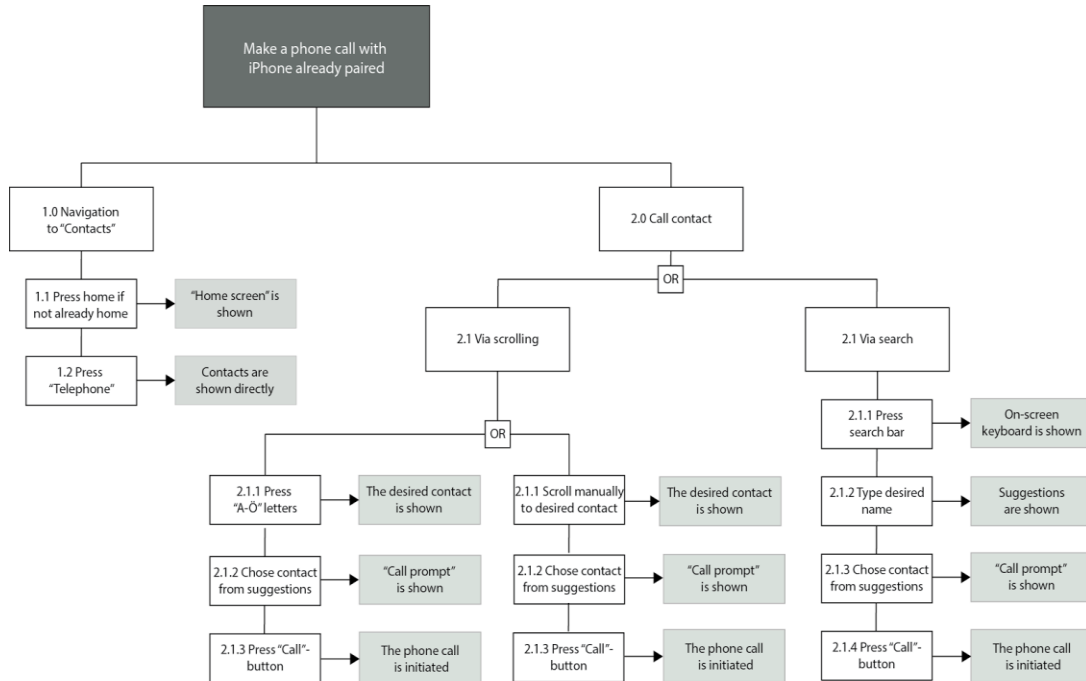 Make a phone call with
iPhone already paired
1.0 Navigation
to “Contacts”
2.0 Call contact
OR
1.1 Press home if
not already home
“Home screen” is
shown
2.1 Via scrolling
2.1 Via search
1.2 Press
“Telephone”
Contacts are
shown directly
2.1.1 Press
search bar
On-screen
keyboard is shown
OR
2.1.1 Press
“A-Ö” letters
The desired contact
is shown
2.1.1 Scroll manually
to desired contact
The desired contact
is shown
2.1.2 Type desired
name
Suggestions
are shown
2.1.2 Chose contact
from suggestions
“Call prompt”
is shown
2.1.2 Chose contact
from suggestions
“Call prompt”
is shown
2.1.3 Chose contact
from suggestions
“Call prompt”
is shown
2.1.3 Press “Call”-
button
The phone call
is initiated
2.1.3 Press “Call”-
button
The phone call
is initiated
2.1.4 Press “Call”-
button
The phone call
is initiated